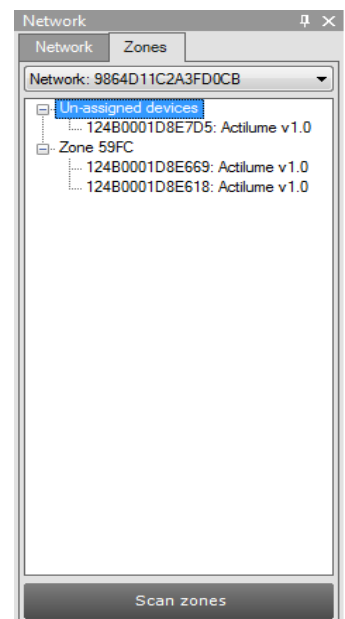 Network
Network Zones
Network: 9864D11C2A3FD0CB
Un-assigned devices
124B0001D8E7D5: Actilume v1.0
Zone 59FC
124B0001D8E669: Actilume v1.0
124B0001D8E618: Actilume v1.0
Scan zones